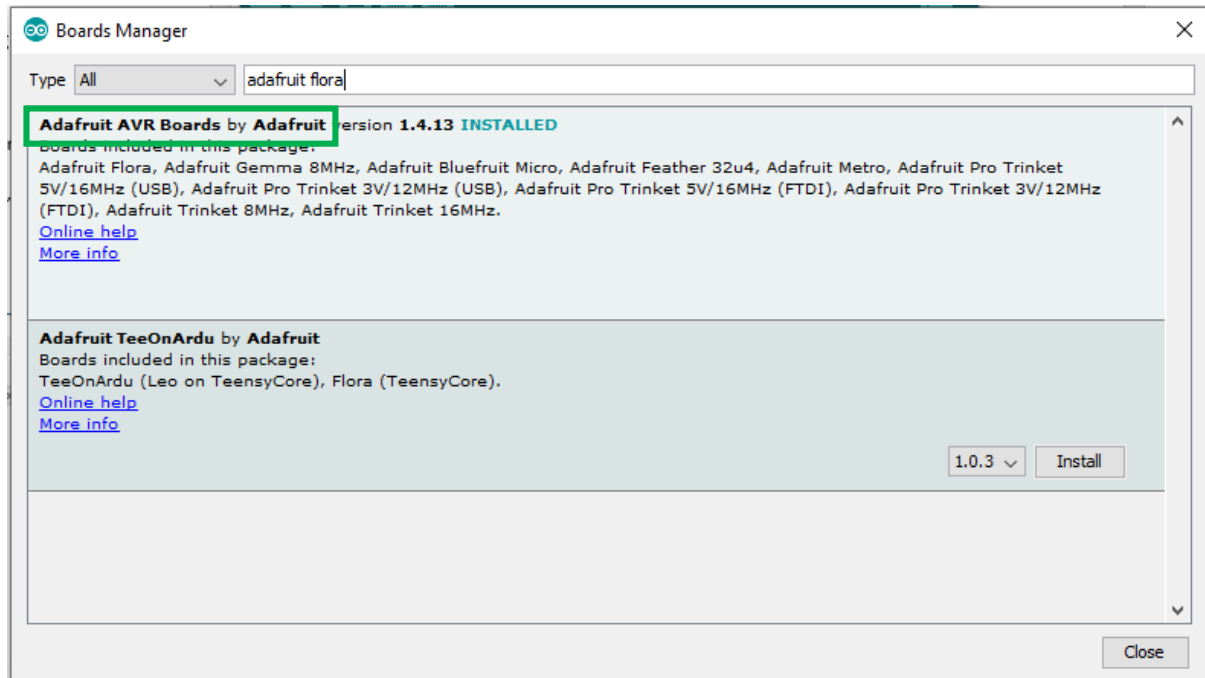 Boards Manager
Type All adafruit flora
Adafruit AVR Boards by Adafruit version 1.4.13 INSTALLED
Boards included in this package:
Adafruit Flora, Adafruit Gemma 8MHz, Adafruit Bluefruit Micro, Adafruit Feather 32u4, Adafruit Metro, Adafruit Pro Trinket
5V/16MHz (USB), Adafruit Pro Trinket 3V/12MHz (USB), Adafruit Pro Trinket 5V/16MHz (FTDI), Adafruit Pro Trinket 3V/12MHz
(FTDI), Adafruit Trinket 8MHz, Adafruit Trinket 16MHz.
Online help
More info
Adafruit TeeOnArdu by Adafruit
Boards included in this package:
TeeOnArdu (Leo on TeensyCore), Flora (TeensyCore).
Online help
More info
1.0.3 Install
Close